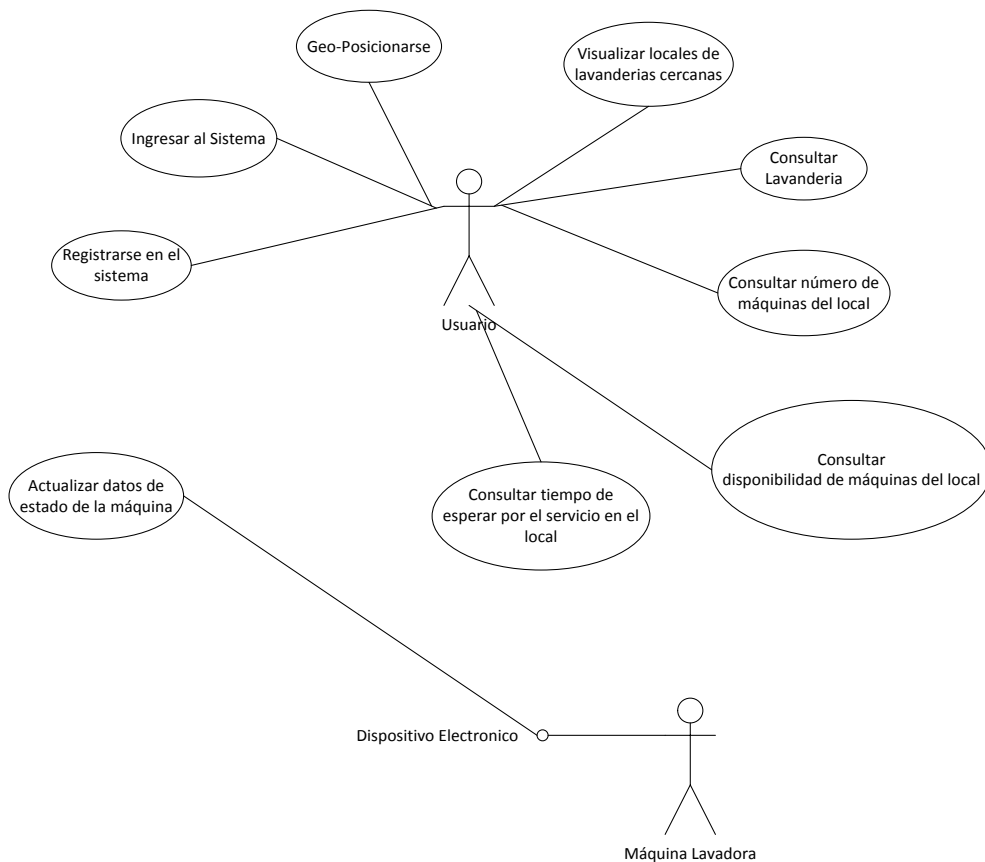 Geo-Posicionarse
Visualizar locales de
lavanderias cercanas
Ingresar al Sistema
Consultar
Lavanderia
Registrarse en el
sistema
Consultar número de
máquinas del local
Usuario
Consultar
disponibilidad de máquinas del local
Actualizar datos de
estado de la máquina
Consultar tiempo de
esperar por el servicio en el
local
Dispositivo Electronico
Máquina Lavadora